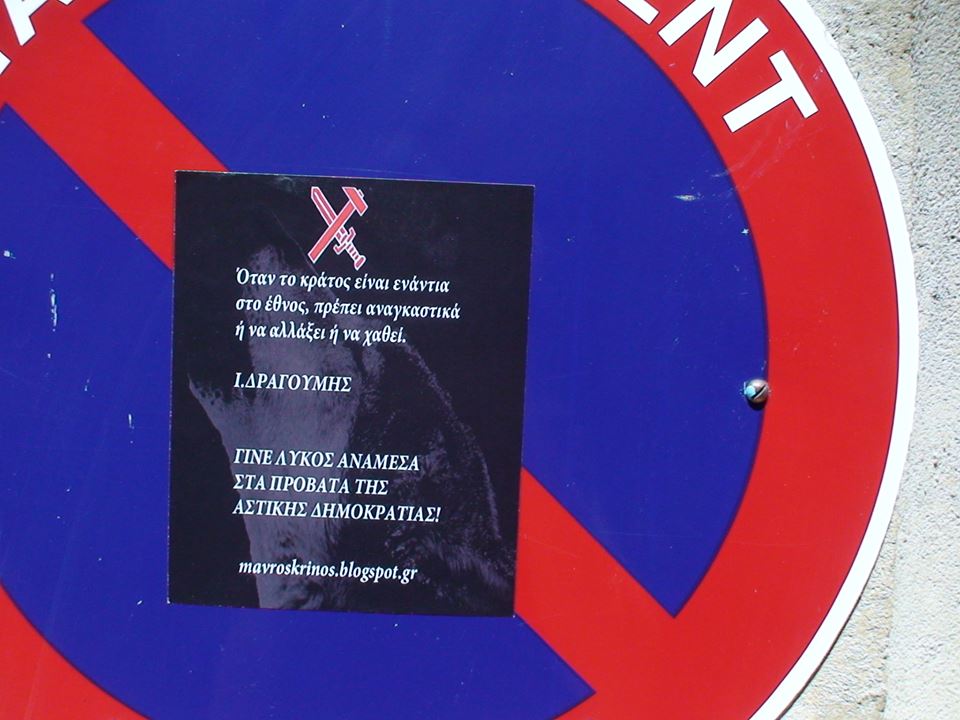 ENT
Όταν το κράτος είναι ενάντια
στο έθνος, πρέπει αναγκαστικά
ή να αλλάξει ή να χαθεί.
Ι.ΔΡΑΓΟΥΜΗΣ
ΓΙΝΕ ΛΥΚΟΣ ΑΝΑΜΕΣΑ
ΣΤΑ ΠΡΟΒΑΤΑ ΤΗΣ
ΑΣΤΙΚΗΣ ΔΗΜΟΚΡΑΤΙΑΣ!
mavroskrinos.blogspot.gr